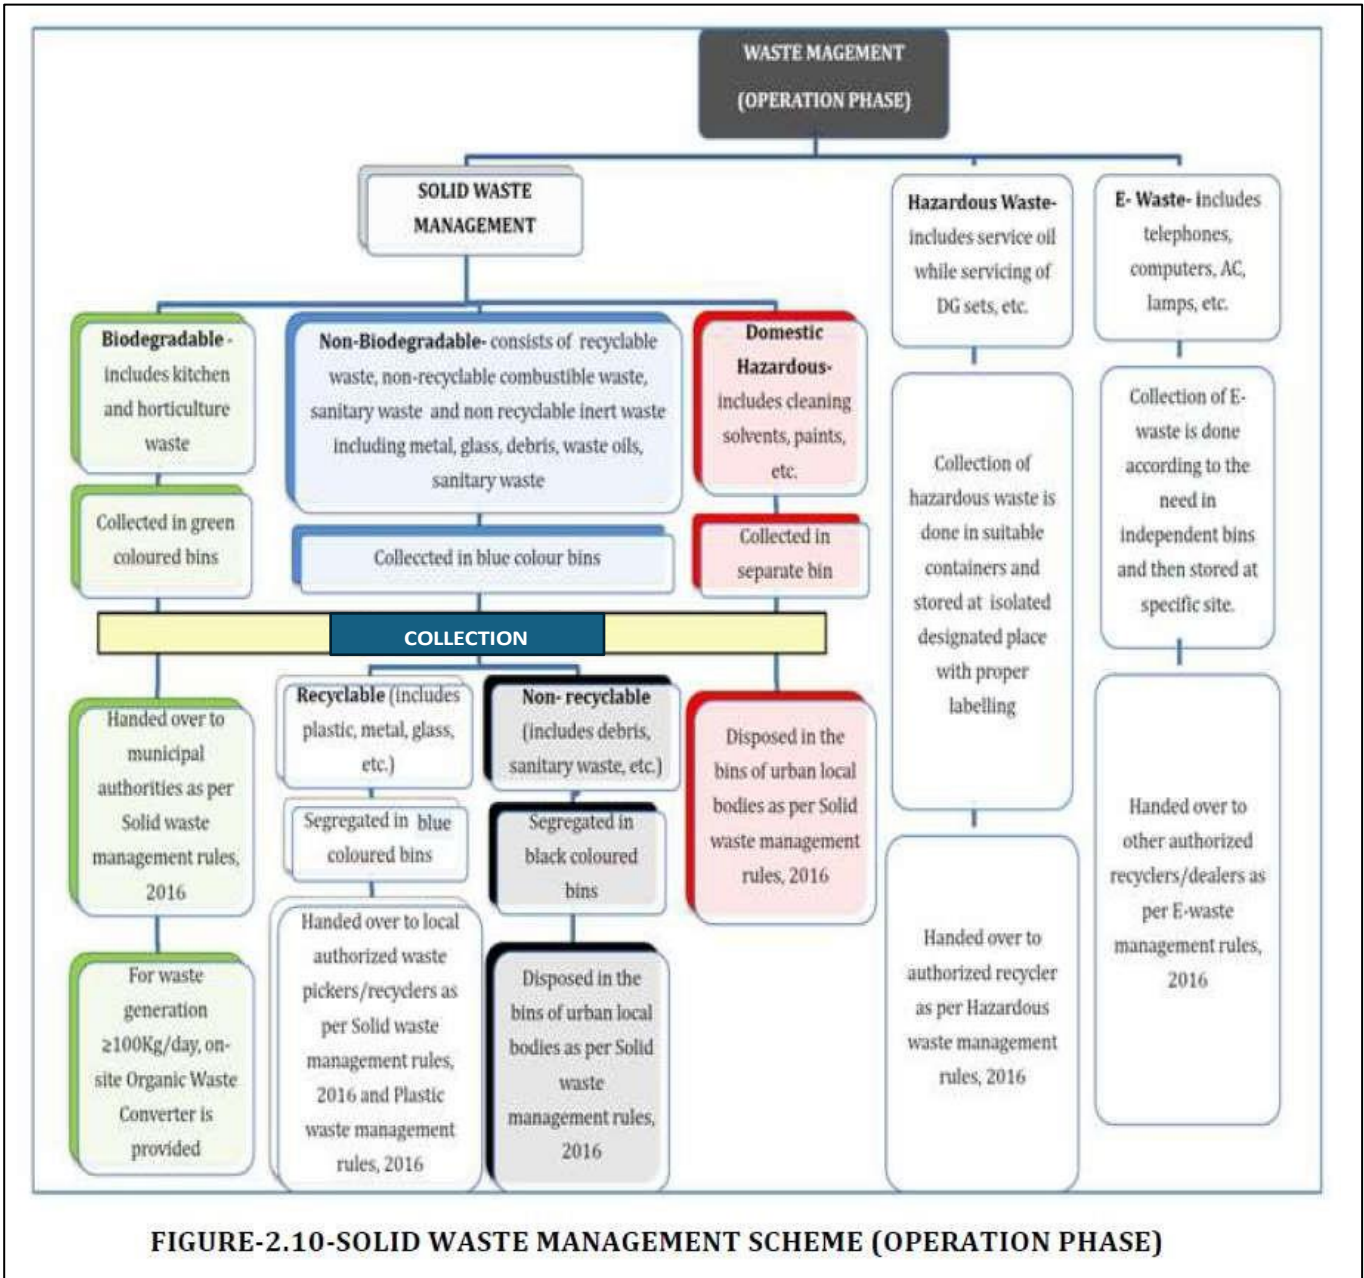 WASTE MAGEMENT
(OPERATION PHASE)
SOLID WASTE
MANAGEMENT
Hazardous Waste-
includes service oil
while servicing of
DG sets, etc.
E- Waste- includes
telephones,
computers, AC,
lamps, etc.
Biodegradable -
includes kitchen
and horticulture
waste
Non-Biodegradable- consists of recyclable
waste, non-recyclable combustible waste,
sanitary waste and non recyclable inert waste
including metal, glass, debris, waste oils,
sanitary waste
Domestic
Hazardous-
includes cleaning
solvents, paints,
etc.
Collection of
hazardous waste is
done in suitable
containers and
stored at isolated
designated place
with proper
labelling
Collection of E-
waste is done
according to the
need in
independent bins
and then stored at
specific site.
Collected in green
coloured bins
Colleccted in blue colour bins
Collected in
separate bin
COLLECTION
Handed over to
municipal
authorities as per
Solid waste
management rules,
2016
Recyclable (includes
plastic, metal, glass,
etc.)
Non- recyclable
(includes debris,
sanitary waste, etc.)
Disposed in the
bins of urban local
bodies as per Solid
waste management
rules, 2016
Segregated in blue
coloured bins
Segregated in
black coloured
bins
Handed over to
authorized recycler
as per Hazardous
waste management
rules, 2016
Handed over to
other authorized
recyclers/dealers as
per E-waste
management rules,
2016
For waste
generation
≥100Kg/day, on-
site Organic Waste
Converter is
provided
Handed over to local
authorized waste
pickers/recyclers as
per Solid waste
management rules,
2016 and Plastic
waste management
rules, 2016
Disposed in the
bins of urban local
bodies as per Solid
waste
management rules,
2016
FIGURE-2.10-SOLID WASTE MANAGEMENT SCHEME (OPERATION PHASE)